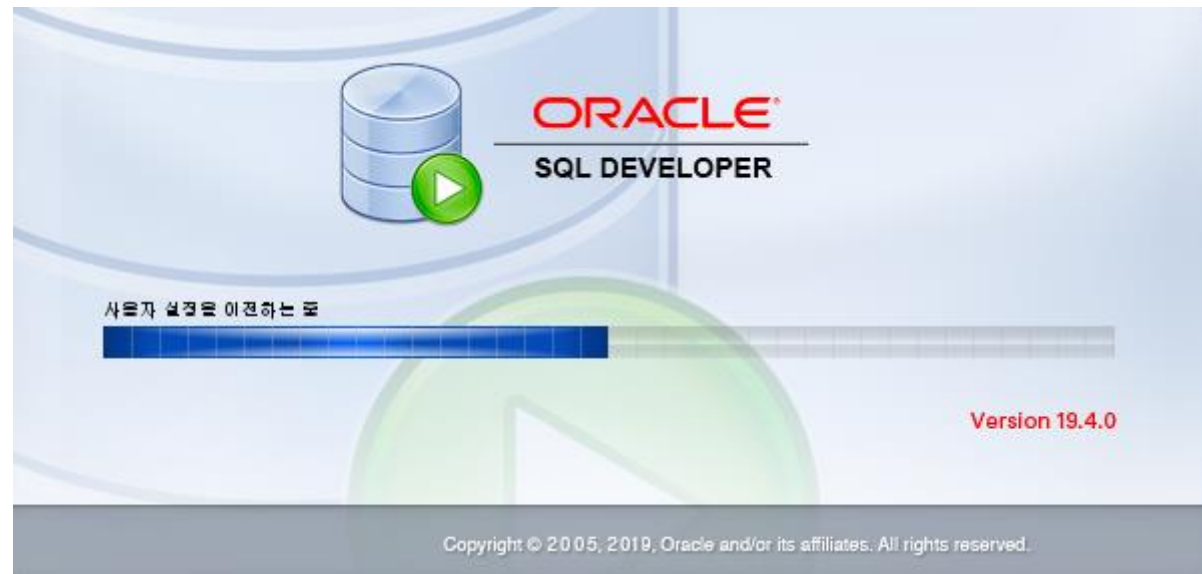 ORACLE®
SQL DEVELOPER
사용자 설정을 이전하는 중
Version 19.4.0
Copyright © 2005, 2019, Oracle and/or its affiliates. All rights reserved.